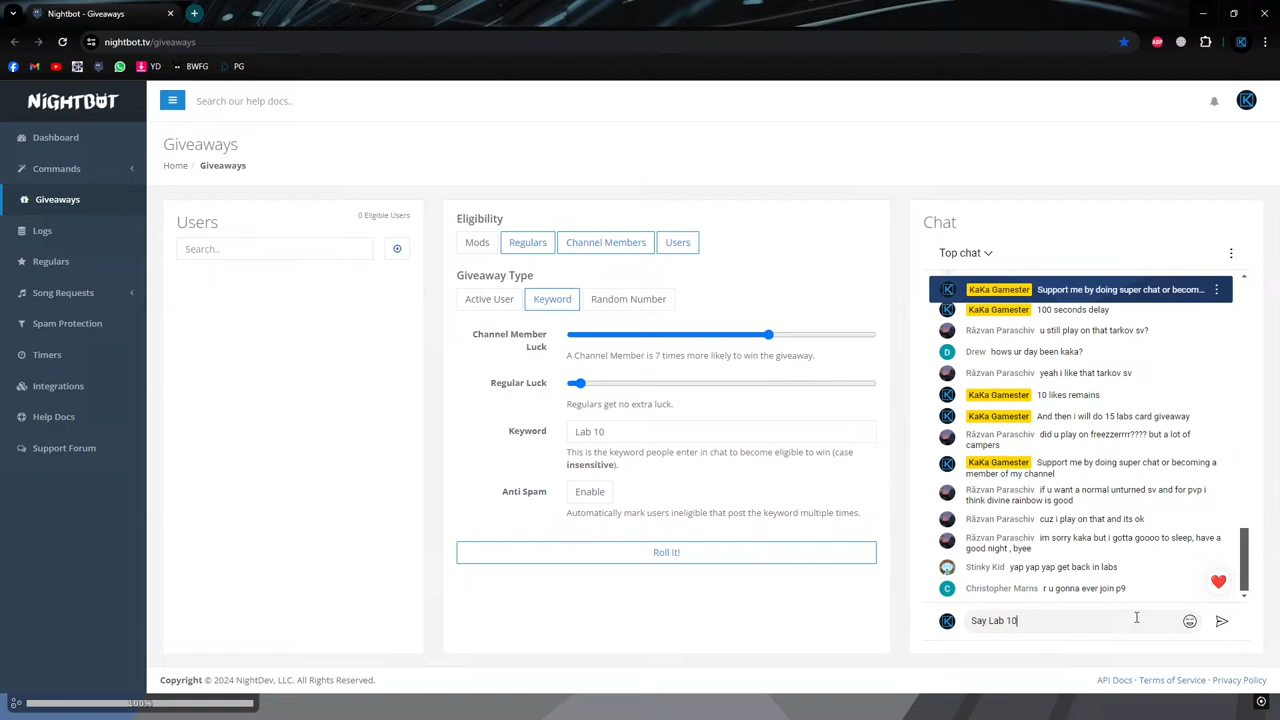 Nightbot - Giveaways
nightbot.tv/giveaways
YD
BWFG
PG
NIGHTBOT
Search our help docs..
Dashboard
Commands
Giveaways
Logs
Regulars
Song Requests
Spam Protection
Timers
Integrations
Help Docs
Support Forum
Giveaways
Home / Giveaways
Users
0 Eligible Users
Search..
Eligibility
Mods Regulars Channel Members Users
Giveaway Type
Active User Keyword Random Number
Channel Member
Luck
A Channel Member is 7 times more likely to win the giveaway.
Regular Luck
Regulars get no extra luck.
Keyword
Lab 10
This is the keyword people enter in chat to become eligible to win (case
insensitive).
Anti Spam
Enable
Automatically mark users ineligible that post the keyword multiple times.
Roll It!
Chat
Top chat
KaKa Gamester Support me by doing super chat or becom...
KaKa Gamester 100 seconds delay
Răzvan Paraschiv u still play on that tarkov sv?
Drew hows ur day been kaka?
Răzvan Paraschiv yeah i like that tarkov sv
KaKa Gamester 10 likes remains
KaKa Gamester And then i will do 15 labs card giveaway
Răzvan Paraschiv did u play on freezzerrrr???? but a lot of
campers
KaKa Gamester Support me by doing super chat or becoming a
member of my channel
Răzvan Paraschiv if u want a normal unturned sv and for pvp i
think divine rainbow is good
Răzvan Paraschiv cuz i play on that and its ok
Răzvan Paraschiv im sorry kaka but i gotta goooo to sleep, have a
good night , byee
Stinky Kid yap yap yap get back in labs
C Christopher Marns r u gonna ever join p9
Say Lab 10
Copyright © 2024 NightDev, LLC. All Rights Reserved.
API Docs - Terms of Service - Privacy Policy
100%